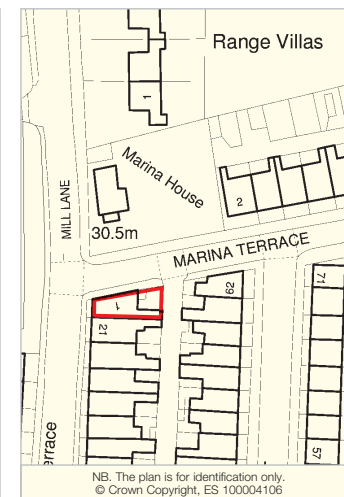 Range Villas
1
Marina House
MILL LANE
2
30.5m
MARINA TERRACE
1
29
71
21
errace
57
NB. The plan is for identification only.
© Crown Copyright, ES 100004106